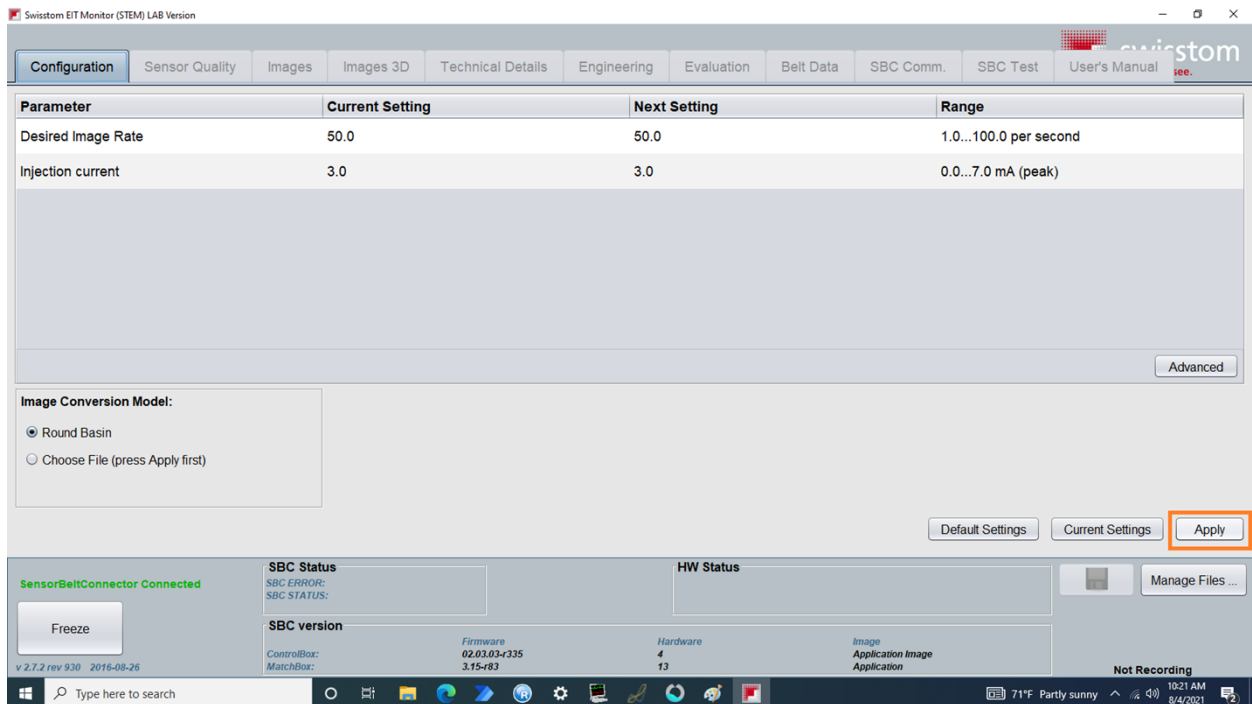 Swisstom EIT Monitor (STEM) LAB Version
swisstom
see.
Configuration Sensor Quality Images Images 3D Technical Details Engineering Evaluation Belt Data SBC Comm. SBC Test User's Manual
Parameter Current Setting Next Setting Range
Desired Image Rate 50.0 50.0 1.0...100.0 per second
Injection current 3.0 3.0 0.0...7.0 mA (peak)
Advanced
Image Conversion Model:
Round Basin
Choose File (press Apply first)
Default Settings Current Settings Apply
SensorBeltConnector Connected
Freeze
v 2.7.2 rev 930 2016-08-26
SBC Status
SBC ERROR:
SBC STATUS:
HW Status
SBC version
Firmware Hardware Image
ControlBox: 02.03.03-r335 4 Application Image
MatchBox: 3.15-r83 13 Application
Manage Files ...
Not Recording
Type here to search
71°F Partly sunny
10:21 AM
8/4/2021
2